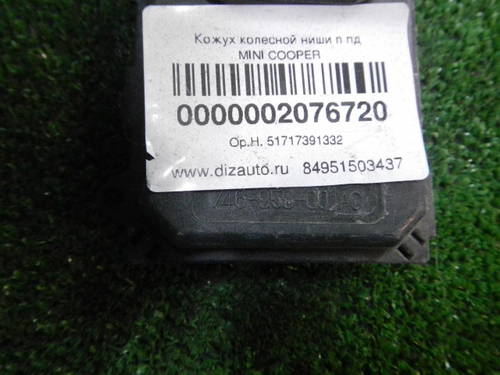 Кожух колесной ниши п пд
MINI COOPER
0000002076720
Ор.Н. 51717391332
www.dizauto.ru 84951503437